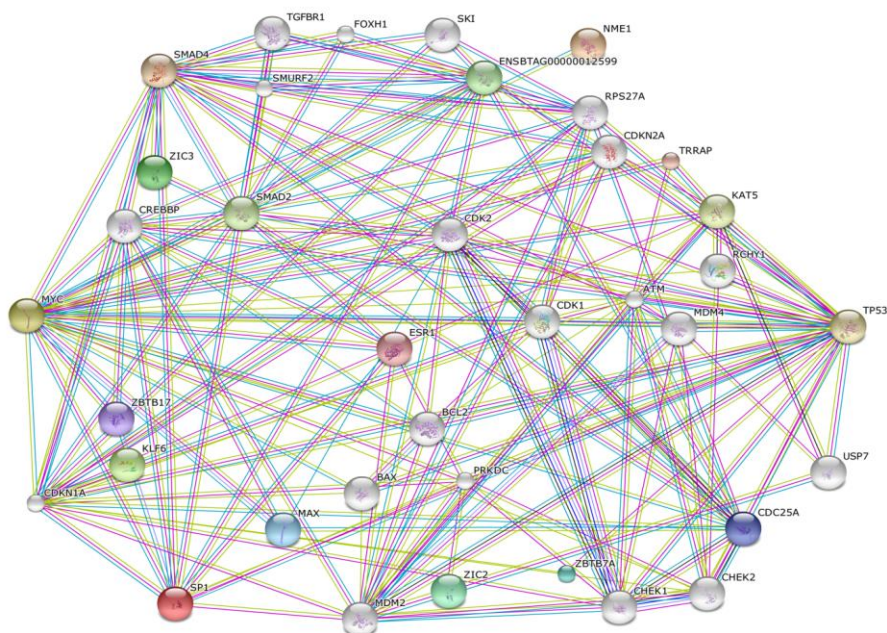 TGFBR1
FOXH1
SKI
NME1
SMAD4
ENSBTAG00000012599
SMURF2
RPS27A
CDKN2A
TRRAP
ZIC3
KAT5
SMAD2
CREBBP
CDK2
RCHY1
ATM
MYC
CDK1
MDM4
TP53
ESR1
ZBTB17
BCL2
KLF6
USP7
PRKDC
BAX
CDKN1A
MAX
CDC25A
ZBTB7A
SP1
ZIC2
CHEK2
MDM2
CHEK1